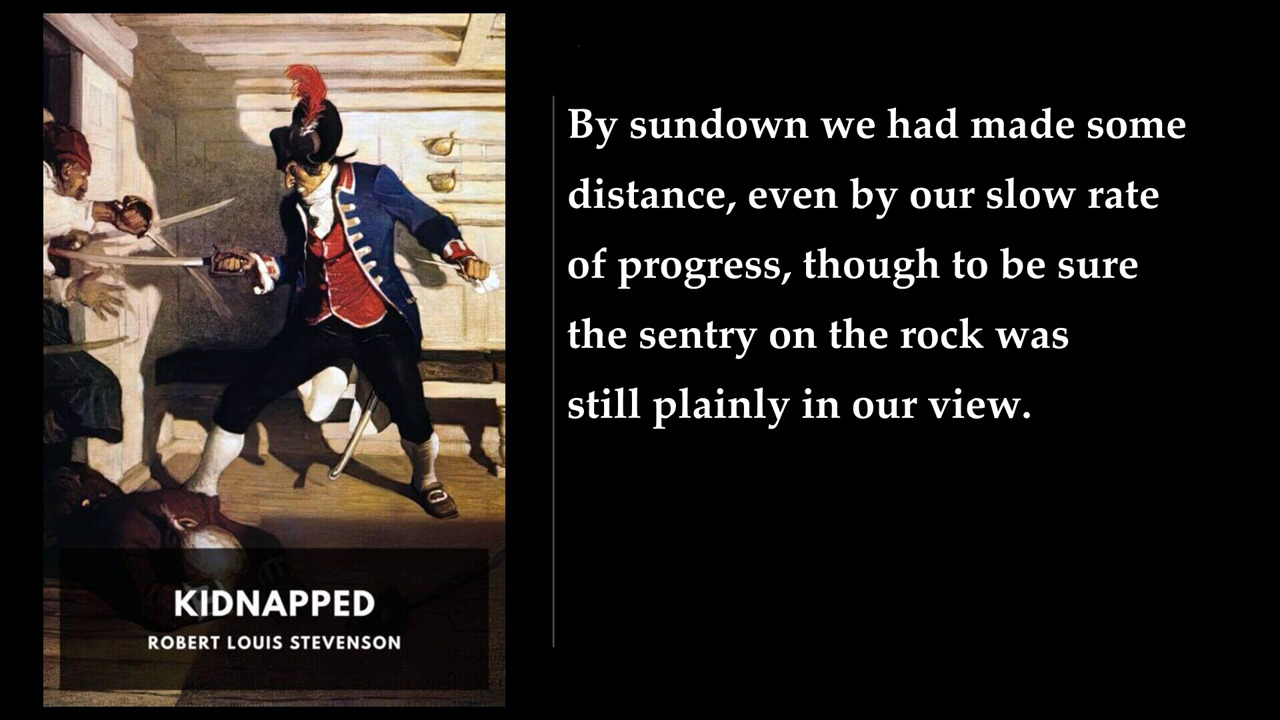 By sundown we had made some
distance, even by our slow rate
of progress, though to be sure
the sentry on the rock was
still plainly in our view.
KIDNAPPED
ROBERT LOUIS STEVENSON